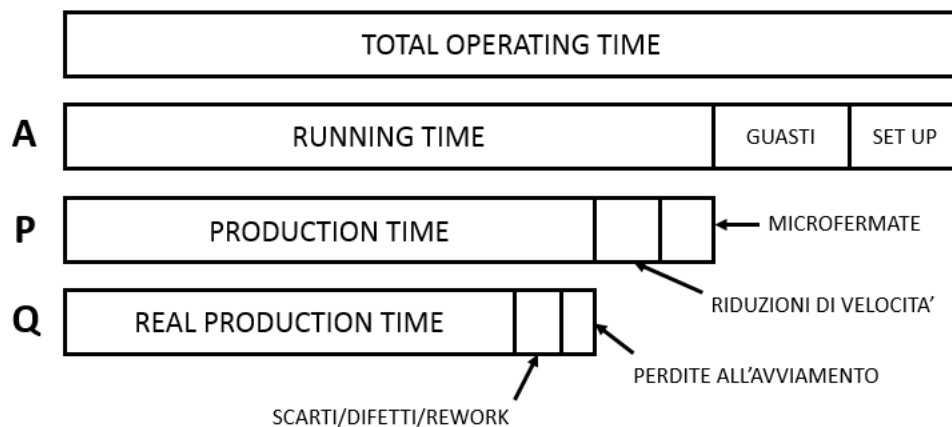 TOTAL OPERATING TIME
A RUNNING TIME GUASTI SET UP
P PRODUCTION TIME MICROFERMATE
RIDUZIONI DI VELOCITA’
Q REAL PRODUCTION TIME
PERDITE ALL’AVVIAMENTO
SCARTI/DIFETTI/REWORK